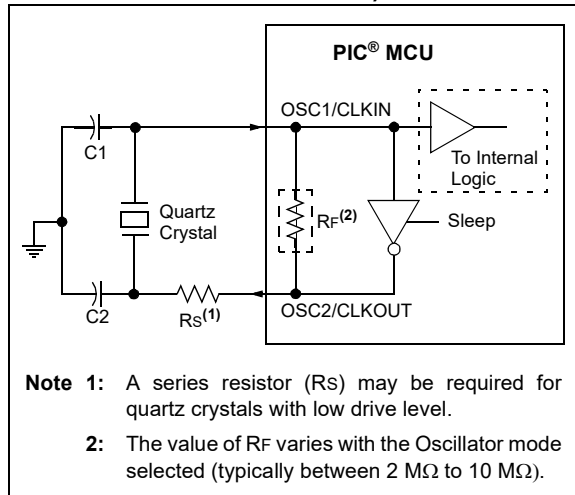 PIC® MCU
OSC1/CLKIN
C1
To Internal
Logic
Quartz
Crystal
RF(2)
Sleep
C2
RS(1)
OSC2/CLKOUT
Note 1: A series resistor (RS) may be required for
quartz crystals with low drive level.
2: The value of RF varies with the Oscillator mode
selected (typically between 2 MΩ to 10 MΩ).